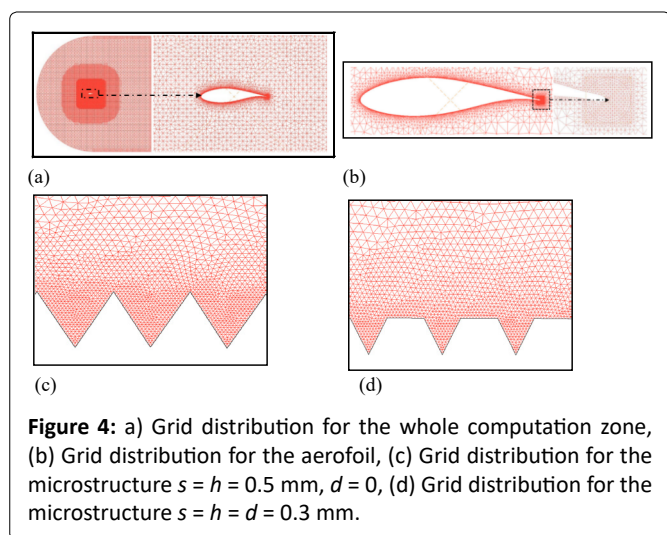 (a)
(b)
(c)
(d)
Figure 4: a) Grid distribution for the whole computation zone,
(b) Grid distribution for the aerofoil, (c) Grid distribution for the
microstructure s = h = 0.5 mm, d = 0, (d) Grid distribution for the
microstructure s = h = d = 0.3 mm.